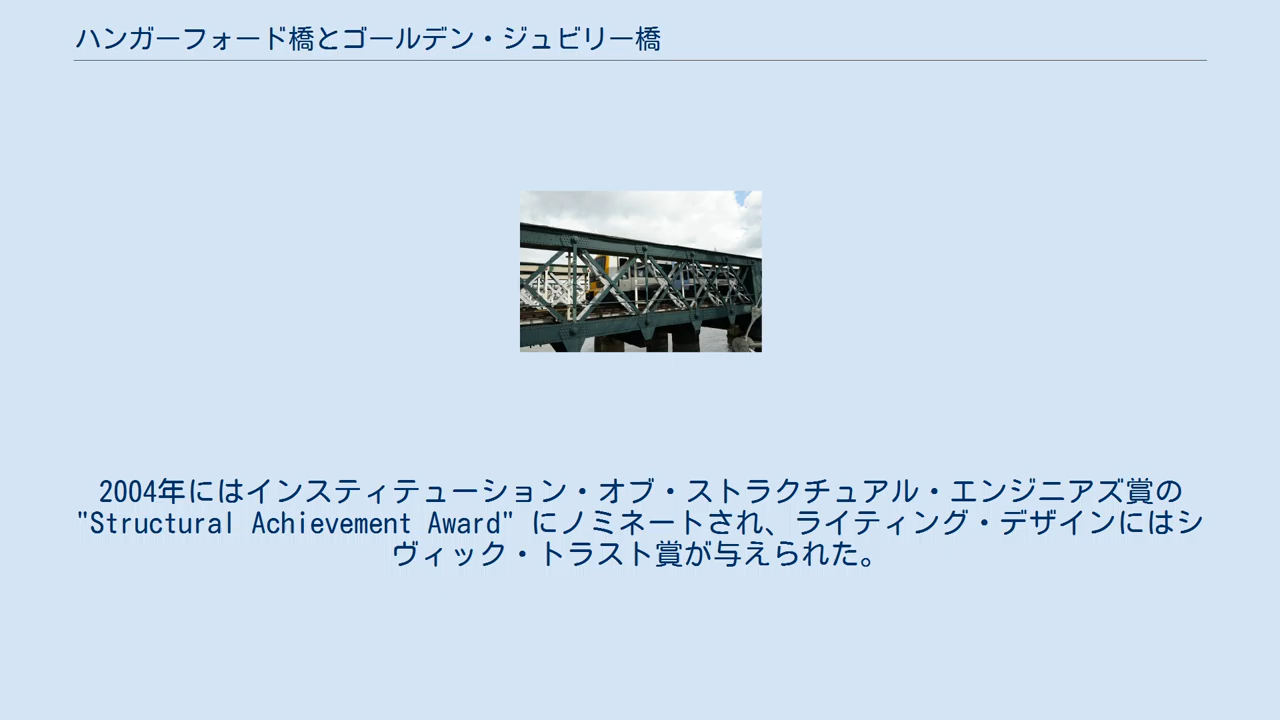 ハンガーフォード橋とゴールデン・ジュビリー橋
2004年にはインスティテューション・オブ・ストラクチュアル・エンジニアズ賞の
"Structural Achievement Award" にノミネートされ、ライティング・デザインにはシ
ヴィック・トラスト賞が与えられた。